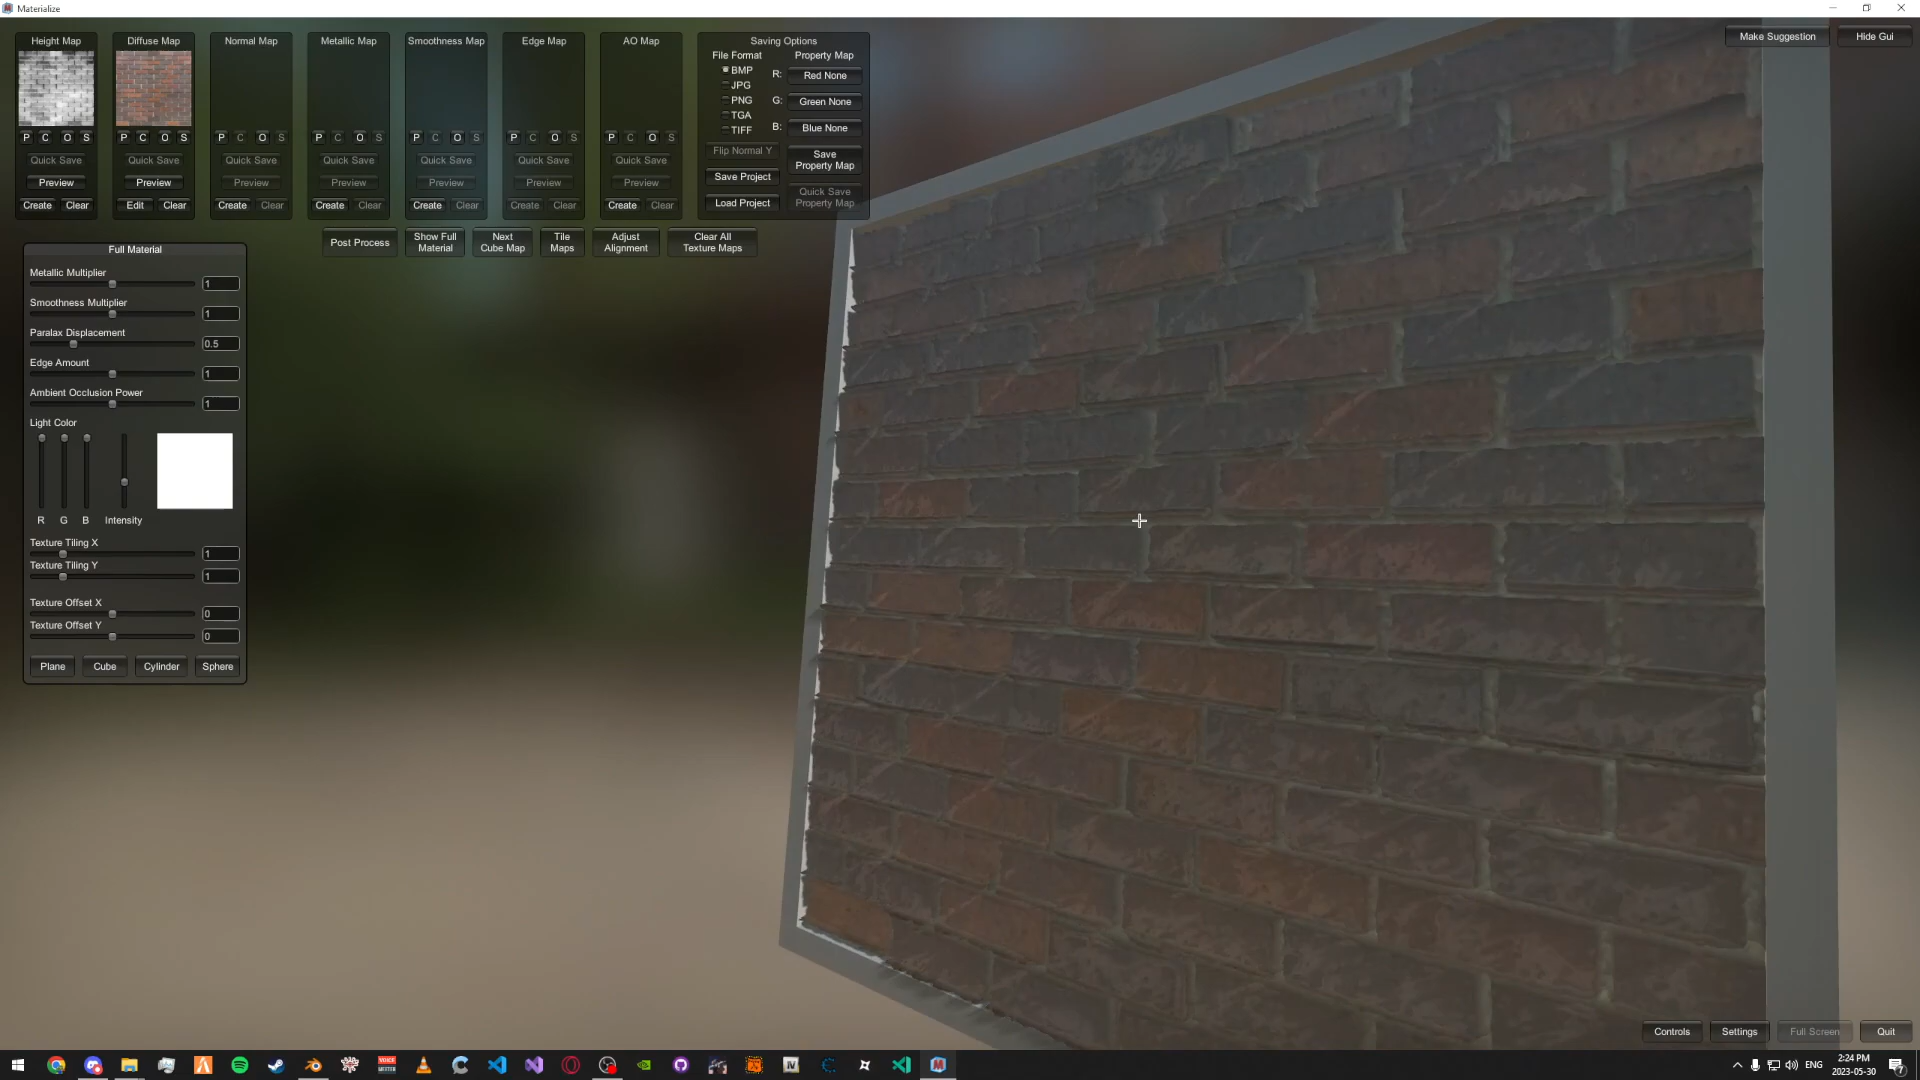 Materialize
Height Map
Diffuse Map
Normal Map
Metallic Map
Smoothness Map
Edge Map
AO Map
Saving Options
Make Suggestion
Hide Gui
File Format
Property Map
BMP
R:
Red None
JPG
PNG
G:
Green None
TGA
B:
Blue None
TIFF
P C O S
P C O S
P C O S
P C O S
P C O S
P C O S
P C O S
Flip Normal Y
Save
Property Map
Quick Save
Quick Save
Quick Save
Quick Save
Quick Save
Quick Save
Quick Save
Save Project
Preview
Preview
Preview
Preview
Preview
Preview
Preview
Quick Save
Property Map
Create Clear
Edit Clear
Create Clear
Create Clear
Create Clear
Create Clear
Create Clear
Load Project
Post Process
Show Full
Material
Next
Cube Map
Tile
Maps
Adjust
Alignment
Clear All
Texture Maps
Full Material
Metallic Multiplier
1
Smoothness Multiplier
1
Paralax Displacement
0.5
Edge Amount
1
Ambient Occlusion Power
1
Light Color
R G B Intensity
Texture Tiling X
1
Texture Tiling Y
1
Texture Offset X
0
Texture Offset Y
0
Plane Cube Cylinder Sphere
Controls Settings Full Screen Quit
ENG
2:24 PM
2023-05-30